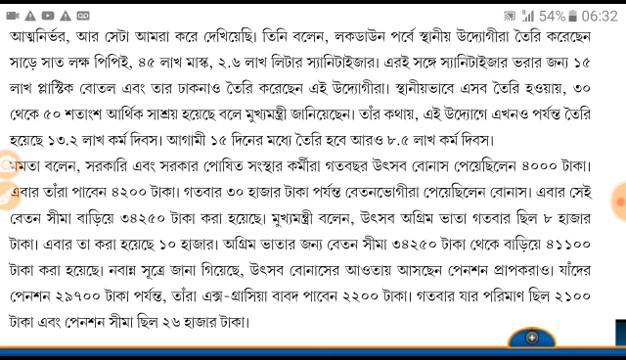 54% 06:32
আত্মনির্ভর, আর সেটা আমরা করে দেখিয়েছি। তিনি বলেন, লকডাউন পর্বে স্থানীয় উদ্যোগীরা তৈরি করেছেন
সাড়ে সাত লক্ষ পিপিই, ৪৫ লাখ মাস্ক, ২.৬ লাখ লিটার স্যানিটাইজার। এরই সঙ্গে স্যানিটাইজার ভরার জন্য ১৫
লাখ প্লাস্টিক বোতল এবং তার ঢাকনাও তৈরি করেছেন এই উদ্যোগীরা। স্থানীয়ভাবে এসব তৈরি হওয়ায়, ৩০
থেকে ৫০ শতাংশ আর্থিক সাশ্রয় হয়েছে বলে মুখ্যমন্ত্রী জানিয়েছেন। তাঁর কথায়, এই উদ্যোগে এখনও পর্যন্ত তৈরি
হয়েছে ১৩.২ লাখ কর্ম দিবস। আগামী ১৫ দিনের মধ্যে তৈরি হবে আরও ৮.৫ লাখ কর্ম দিবস।
মমতা বলেন, সরকারি এবং সরকার পোষিত সংস্থার কর্মীরা গতবছর উৎসব বোনাস পেয়েছিলেন ৪০০০ টাকা।
এবার তাঁরা পাবেন ৪২০০ টাকা। গতবার ৩০ হাজার টাকা পর্যন্ত বেতনভোগীরা পেয়েছিলেন বোনাস। এবার সেই
বেতন সীমা বাড়িয়ে ৩৪২৫০ টাকা করা হয়েছে। মুখ্যমন্ত্রী বলেন, উৎসব অগ্রিম ভাতা গতবার ছিল ৮ হাজার
টাকা। এবার তা করা হয়েছে ১০ হাজার। অগ্রিম ভাতার জন্য বেতন সীমা ৩৪২৫০ টাকা থেকে বাড়িয়ে ৪১১০০
টাকা করা হয়েছে। নবান্ন সূত্রে জানা গিয়েছে, উৎসব বোনাসের আওতায় আসছেন পেনশন প্রাপকরাও। যাঁদের
পেনশন ২৯৭০০ টাকা পর্যন্ত, তাঁরা এক্স-গ্রাসিয়া বাবদ পাবেন ২২০০ টাকা। গতবার যার পরিমাণ ছিল ২১০০
টাকা এবং পেনশন সীমা ছিল ২৬ হাজার টাকা।